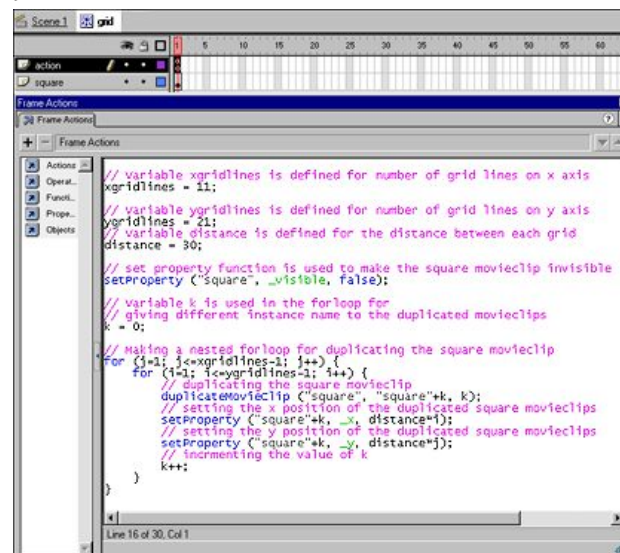 Scene 1 grid
1 5 10 15 20 25 30 35 40 45 50 55 60
action
square
Frame Actions
Frame Actions ?
+ - Frame Actions
Actions
Operat...
Functi...
Prope...
Objects
// variable xgridlines is defined for number of grid lines on x axis
xgridlines = 11;
// variable ygridlines is defined for number of grid lines on y axis
ygridlines = 21;
// variable distance is defined for the distance between each grid
distance = 30;
// set property function is used to make the square movieclip invisible
setProperty ("square", _visible, false);
// variable k is used in the forloop for
// giving different instance name to the duplicated movieclips
k = 0;
// Making a nested forloop for duplicating the square movieclip
for (j=1; j<=xgridlines-1; j++) {
for (i=1; i<=ygridlines-1; i++) {
// duplicating the square movieclip
duplicateMovieClip ("square", "square"+k, k);
// setting the x position of the duplicated square movieclips
setProperty ("square"+k, _x, distance*i);
// setting the y position of the duplicated square movieclips
setProperty ("square"+k, _y, distance*j);
// incrmenting the value of k
k++;
}
}
Line 16 of 30, Col 1